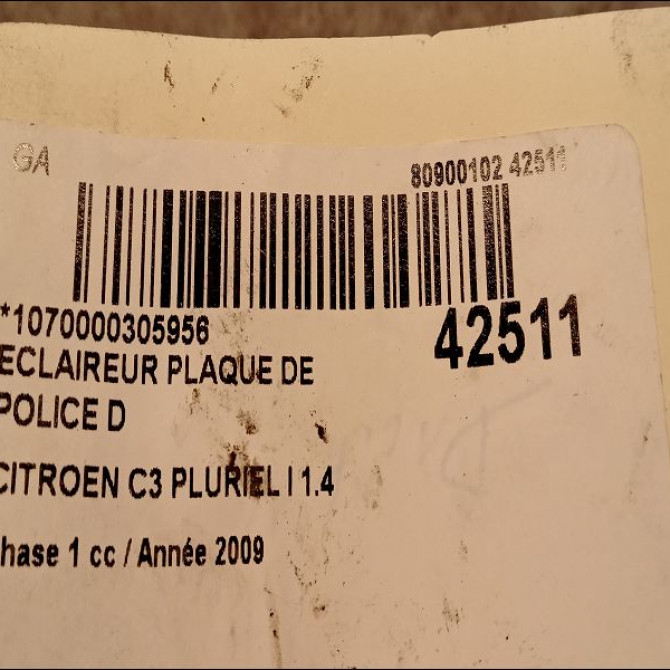 GA
80900102 42511
*1070000305956
42511
ECLAIREUR PLAQUE DE
POLICE D
CITROEN C3 PLURIEL I 1.4
hase 1 cc / Année 2009